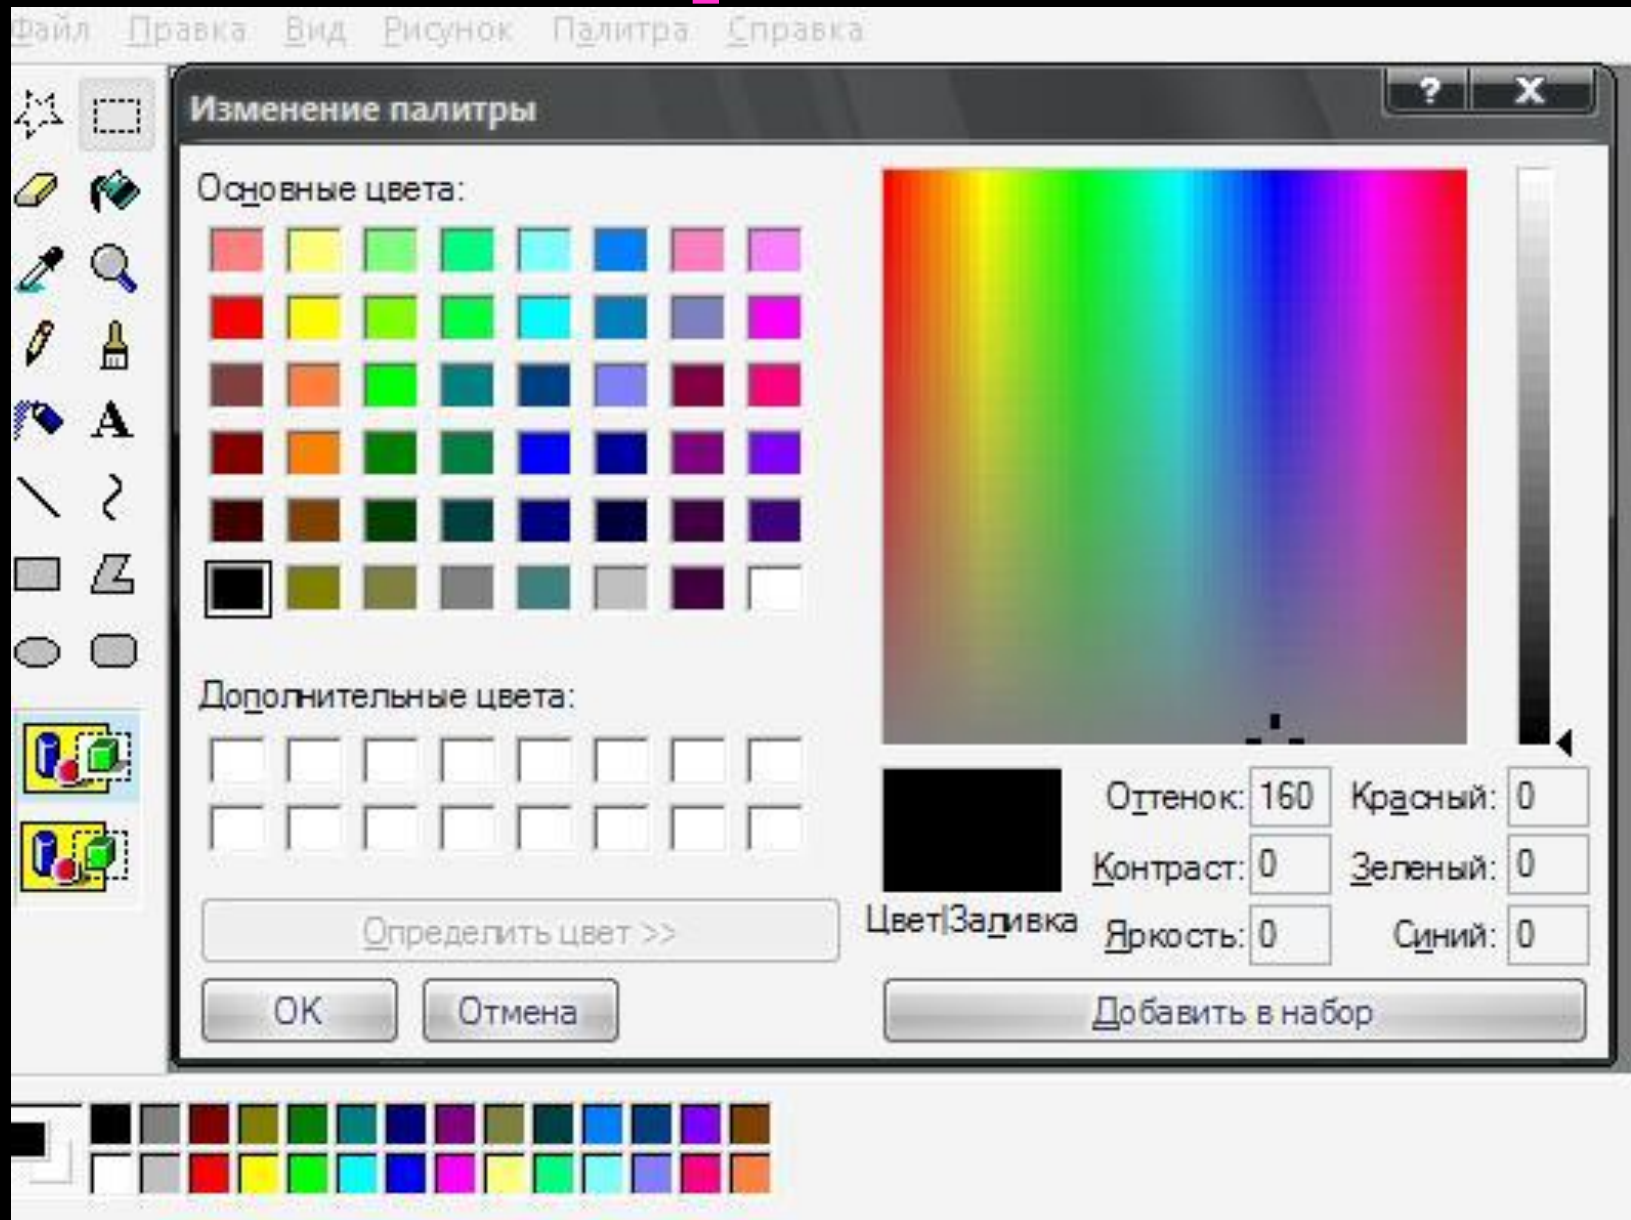 Файл Правка Вид Рисунок Палитра Справка
Изменение палитры
? X
Основные цвета:
A
Дополнительные цвета:
Оттенок: 160 Красный: 0
Контраст: 0 Зеленый: 0
Цвет|Заливка Яркость: 0 Синий: 0
Определить цвет >>
OK Отмена Добавить в набор